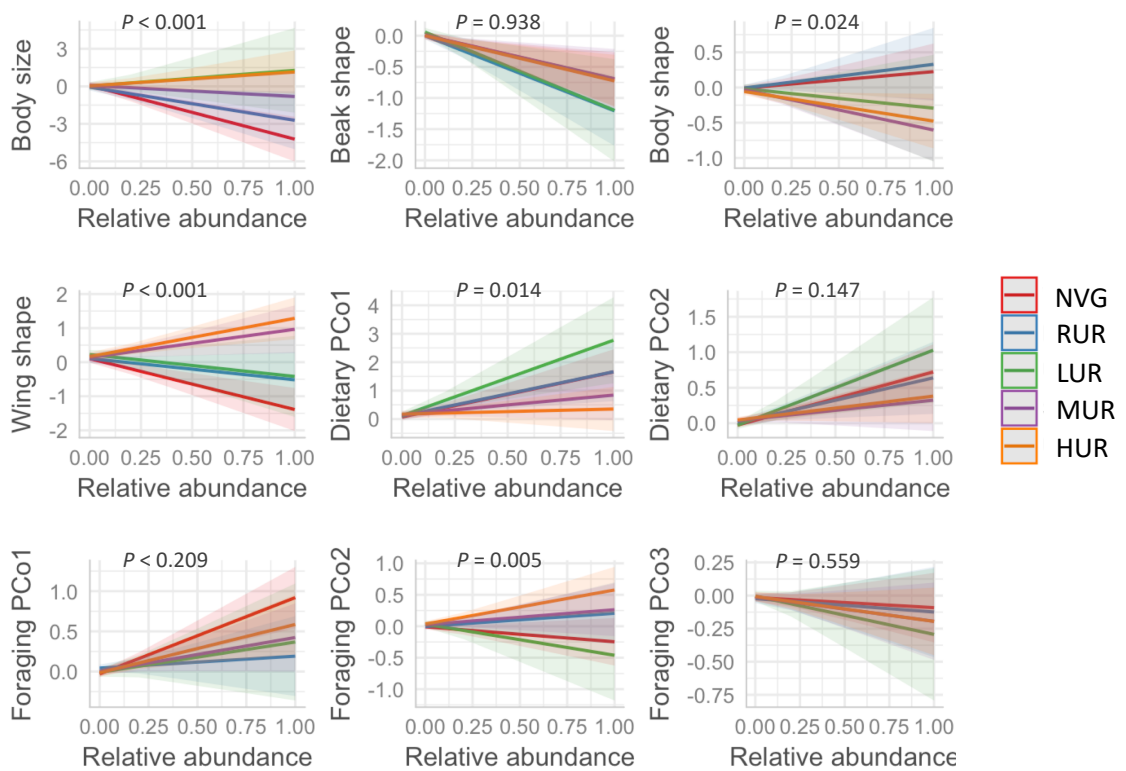 P < 0.001
Body size
3
0
-3
-6
0.00 0.25 0.50 0.75 1.00
Relative abundance
P = 0.938
Beak shape
0.0
-0.5
-1.0
-1.5
-2.0
0.00 0.25 0.50 0.75 1.00
Relative abundance
P = 0.024
Body shape
0.5
0.0
-0.5
-1.0
0.00 0.25 0.50 0.75 1.00
Relative abundance
P < 0.001
Wing shape
2
1
0
-1
-2
0.00 0.25 0.50 0.75 1.00
Relative abundance
P = 0.014
Dietary PCo1
4
3
2
1
0
0.00 0.25 0.50 0.75 1.00
Relative abundance
P = 0.147
Dietary PCo2
1.5
1.0
0.5
0.0
0.00 0.25 0.50 0.75 1.00
Relative abundance
NVG
RUR
LUR
MUR
HUR
P < 0.209
Foraging PCo1
1.0
0.5
0.0
0.00 0.25 0.50 0.75 1.00
Relative abundance
P = 0.005
Foraging PCo2
1.0
0.5
0.0
-0.5
-1.0
0.00 0.25 0.50 0.75 1.00
Relative abundance
P = 0.559
Foraging PCo3
0.25
0.00
-0.25
-0.50
-0.75
0.00 0.25 0.50 0.75 1.00
Relative abundance